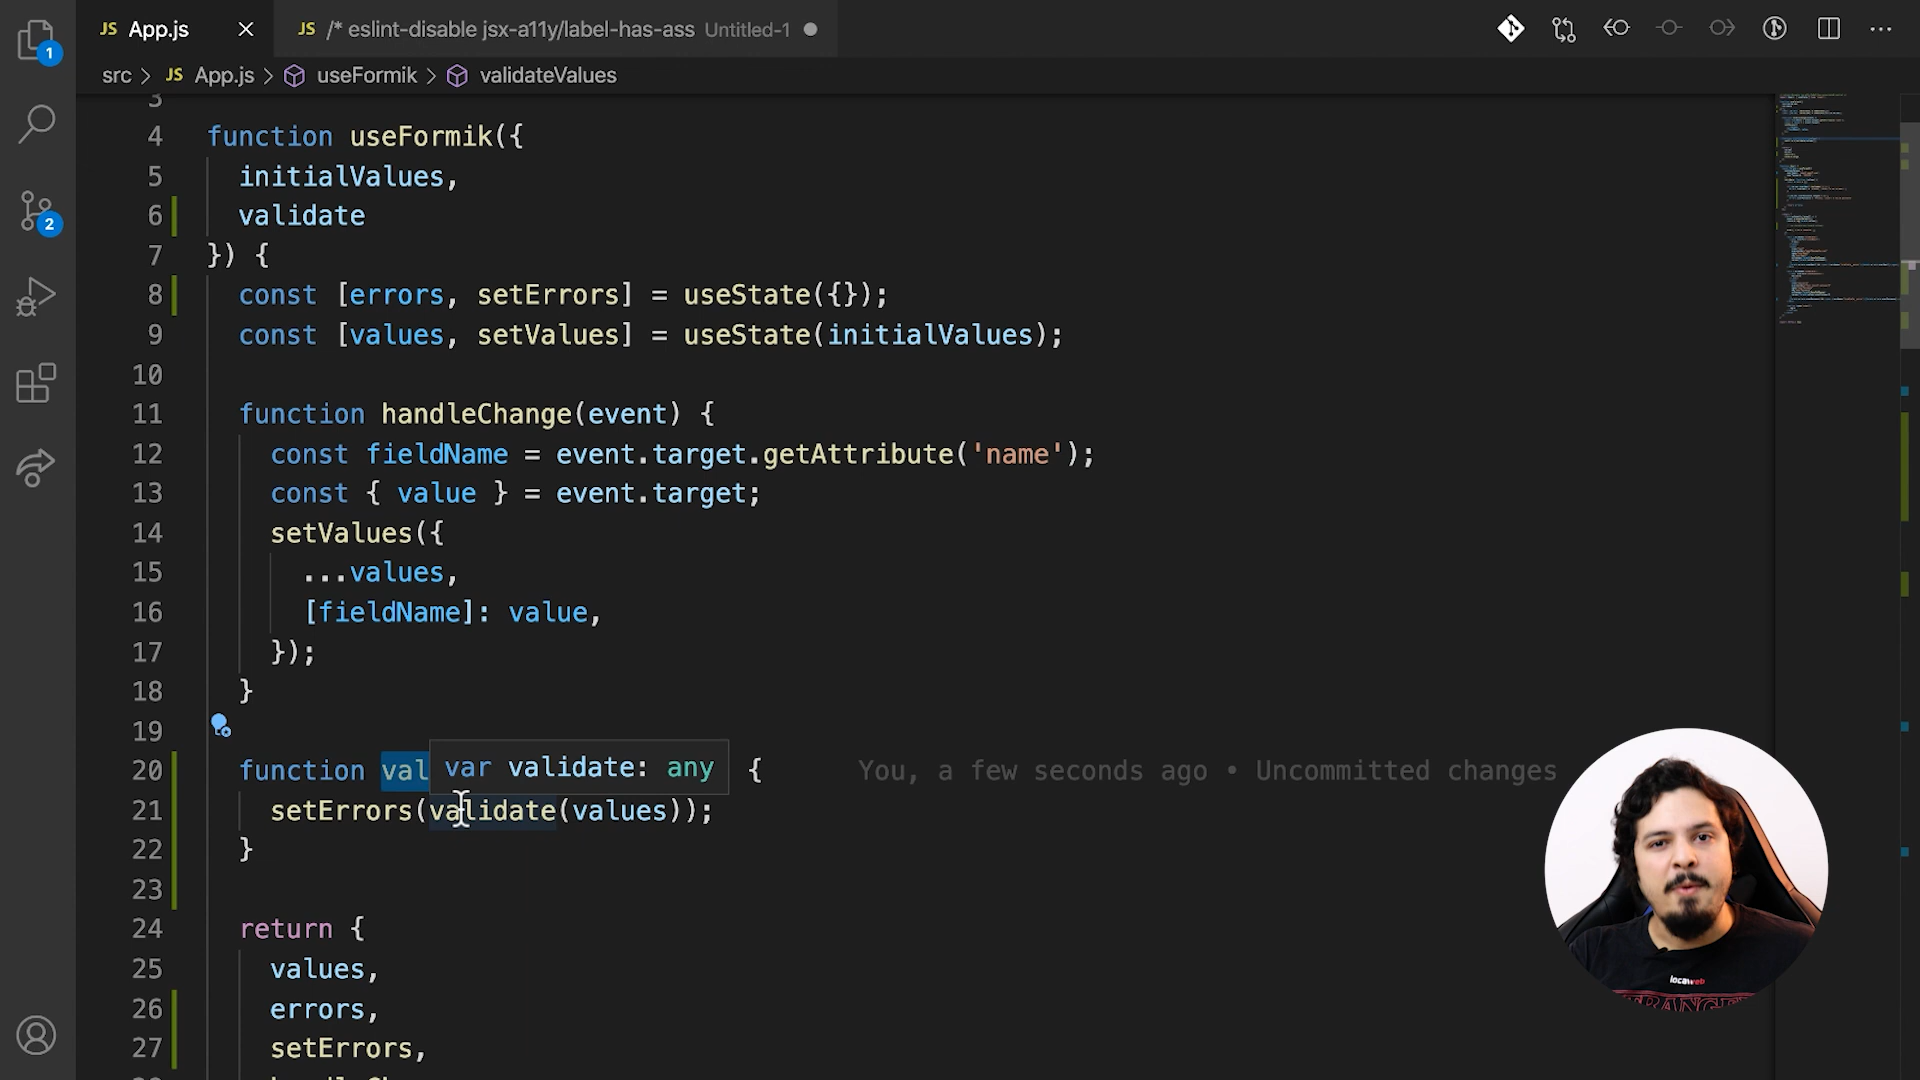 1
2
JS App.js
JS /* eslint-disable jsx-a11y/label-has-ass Untitled-1
src > JS App.js > useFormik > validateValues
3
4 function useFormik({
5 initialValues,
6 validate
7 }) {
8 const [errors, setErrors] = useState({});
9 const [values, setValues] = useState(initialValues);
10
11 function handleChange(event) {
12 const fieldName = event.target.getAttribute('name');
13 const { value } = event.target;
14 setValues({
15 ...values,
16 [fieldName]: value,
17 });
18 }
19
20 function val {
var validate: any
You, a few seconds ago • Uncommitted changes
21 setErrors(validate(values));
22 }
23
24 return {
25 values,
26 errors,
27 setErrors,
locaweb